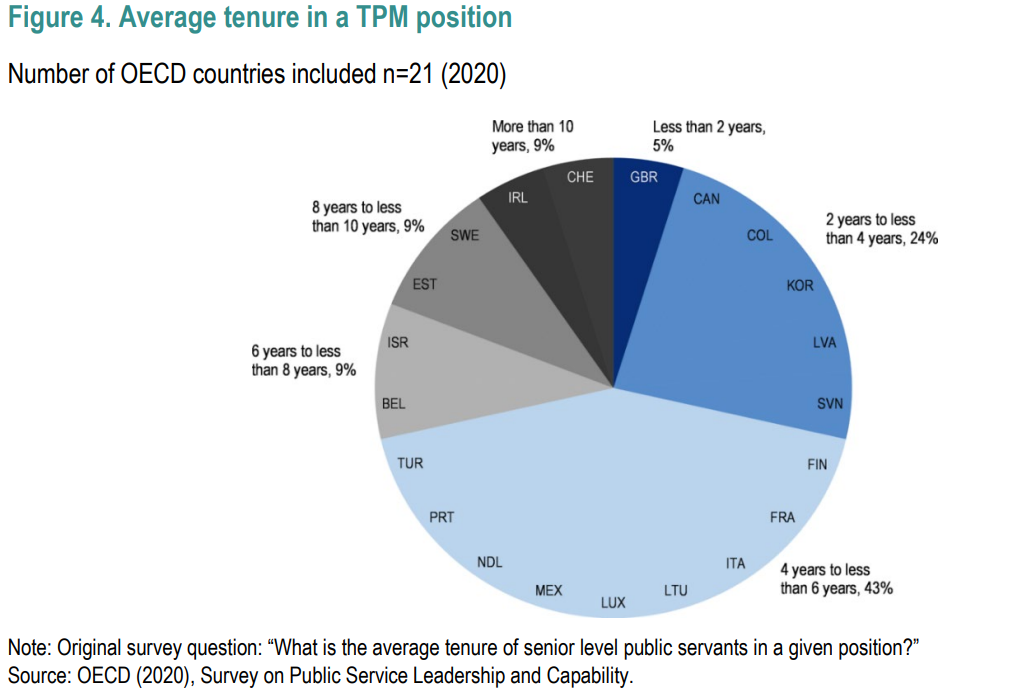 Figure 4. Average tenure in a TPM position
Number of OECD countries included n=21 (2020)
More than 10
years, 9%
Less than 2 years,
5%
CHE
GBR
IRL
CAN
8 years to less
than 10 years, 9%
2 years to less
than 4 years, 24%
SWE
COL
EST
KOR
ISR
LVA
6 years to less
than 8 years, 9%
BEL
SVN
TUR
FIN
PRT
FRA
NDL
ITA
4 years to less
than 6 years, 43%
MEX
LTU
LUX
Note: Original survey question: “What is the average tenure of senior level public servants in a given position?”
Source: OECD (2020), Survey on Public Service Leadership and Capability.